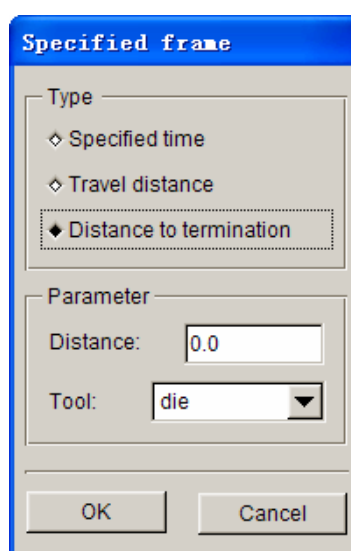 Specified frame
Type
Specified time
Travel distance
Distance to termination
Parameter
Distance: 0.0
Tool: die
OK Cancel